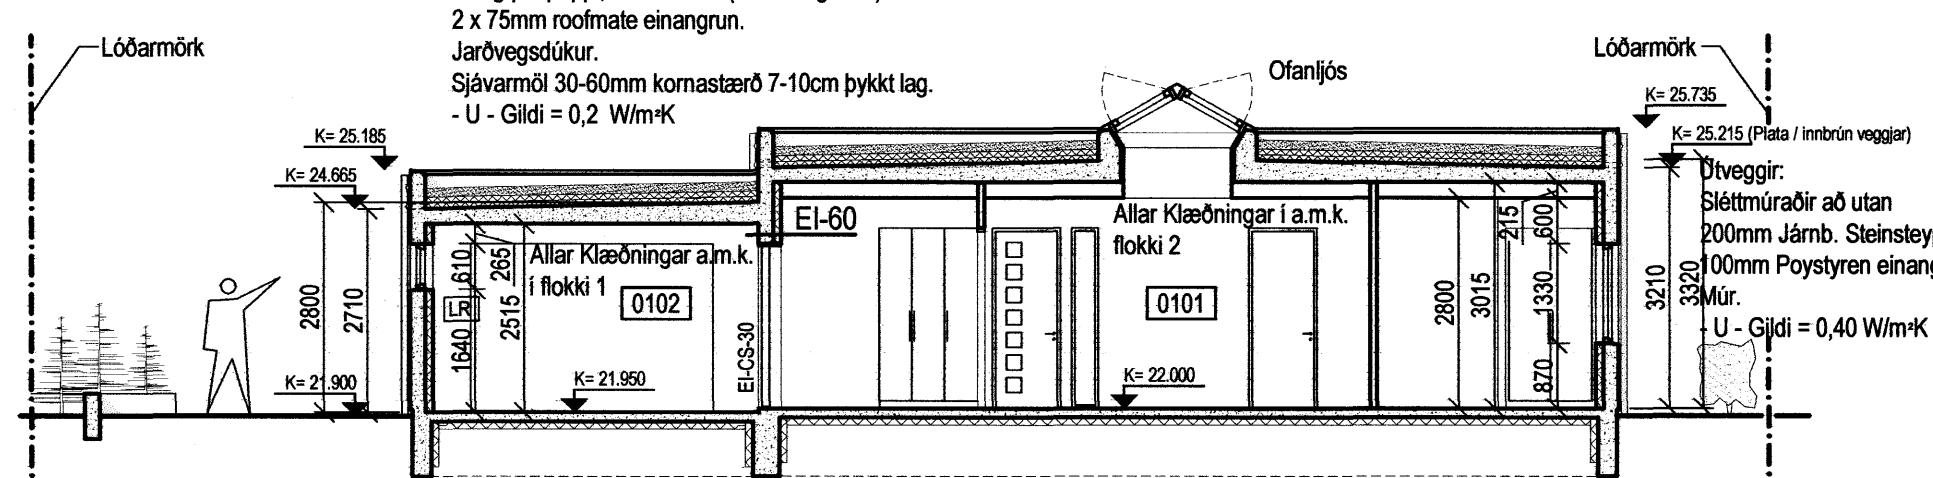 2 x 75mm roofmate einangrun.
Jarðvegsdúkur.
Sjávarmöl 30-60mm kornastærð 7-10cm þykkt lag.
- U - Gildi = 0,2 W/m²K
Lóðarmörk
Lóðarmörk
Ofanljós
K= 25.185
K= 24.665
K= 25.735
K= 25.215 (Plata / innbrún veggjar)
Útveggir:
Sléttmúraðir að utan
200mm Járnb. Steinstey
100mm Poystyren einang
Múr.
- U - Gildi = 0,40 W/m²K
EI-60
Allar Klæðningar a.m.k.
í flokki 1
Allar Klæðningar í a.m.k.
flokki 2
0102
0101
2800
2710
610
265
1640
2515
EI-CS-30
2800
3015
215
600
1330
870
3210
3320
K= 21.900
K= 21.950
K= 22.000